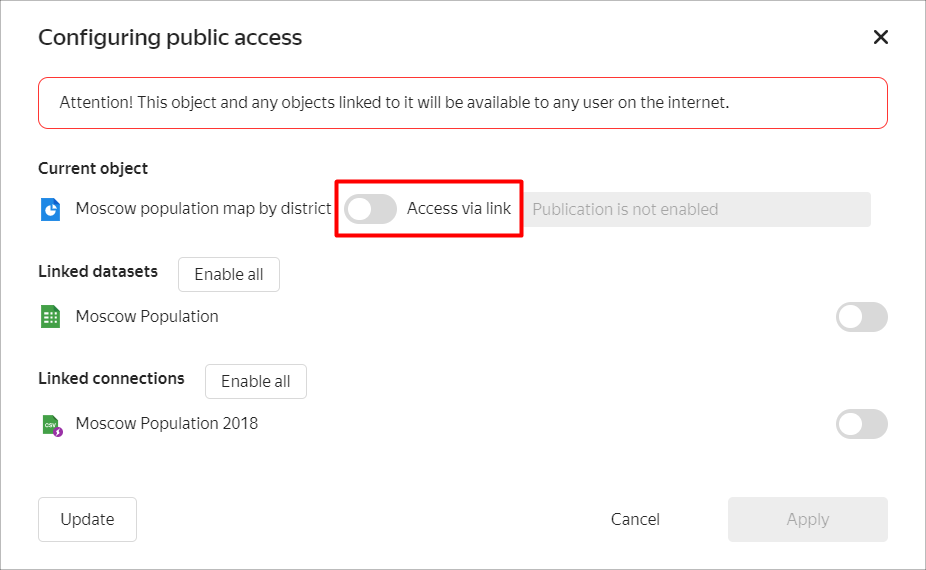 Configuring public access
Attention! This object and any objects linked to it will be available to any user on the internet.
Current object
Moscow population map by district Access via link Publication is not enabled
Linked datasets Enable all
Moscow Population
Linked connections Enable all
CSV Moscow Population 2018
Update Cancel Apply